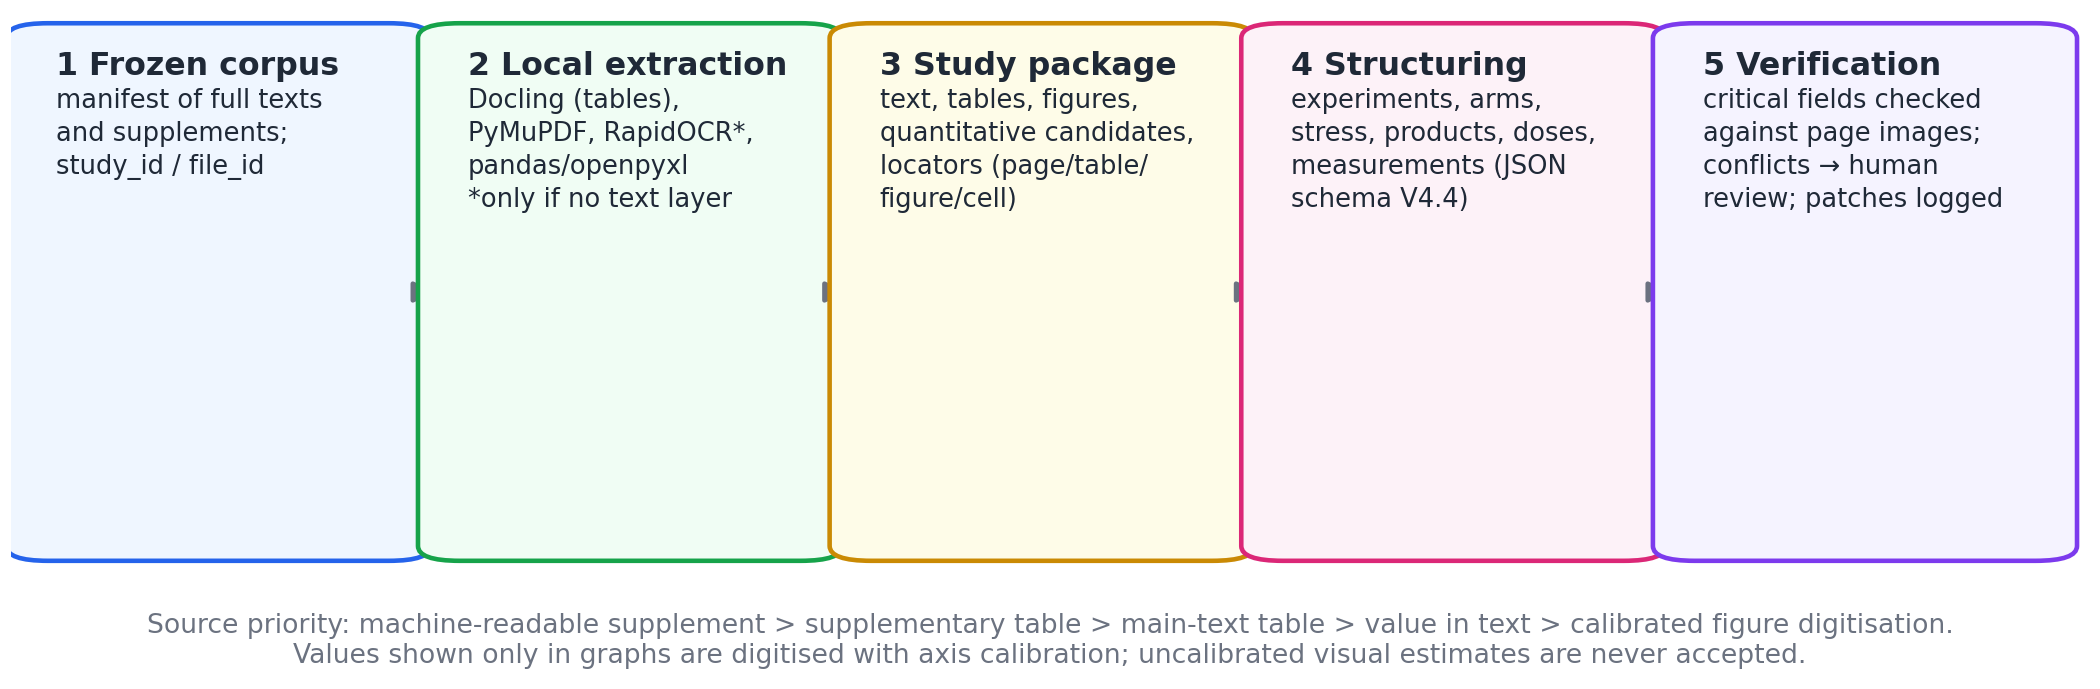 1 Frozen corpus
manifest of full texts
and supplements;
study_id / file_id
2 Local extraction
Docling (tables),
PyMuPDF, RapidOCR*,
pandas/openpyxl
*only if no text layer
3 Study package
text, tables, figures,
quantitative candidates,
locators (page/table/
figure/cell)
4 Structuring
experiments, arms,
stress, products, doses,
measurements (JSON
schema V4.4)
5 Verification
critical fields checked
against page images;
conflicts → human
review; patches logged
Source priority: machine-readable supplement > supplementary table > main-text table > value in text > calibrated figure digitisation.
Values shown only in graphs are digitised with axis calibration; uncalibrated visual estimates are never accepted.